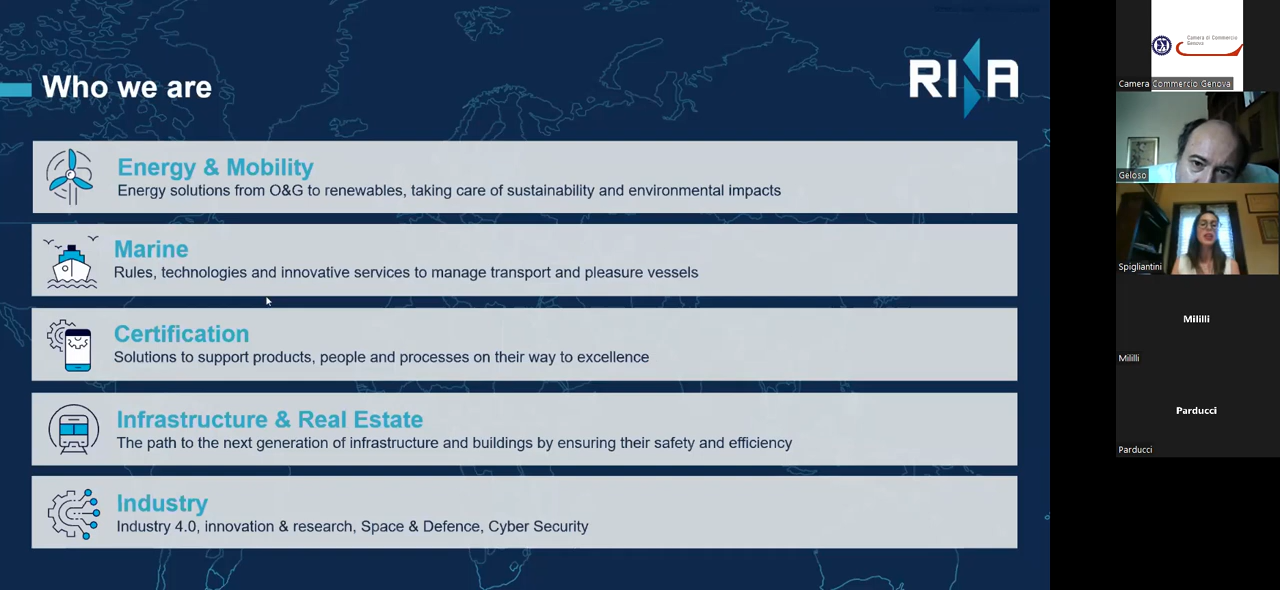 Who we are
RINA
Energy & Mobility
Energy solutions from O&G to renewables, taking care of sustainability and environmental impacts
Marine
Rules, technologies and innovative services to manage transport and pleasure vessels
Certification
Solutions to support products, people and processes on their way to excellence
Infrastructure & Real Estate
The path to the next generation of infrastructure and buildings by ensuring their safety and efficiency
Industry
Industry 4.0, innovation & research, Space & Defence, Cyber Security
Camera di Commercio
Genova
Camera Commercio Genova
Geloso
Spigliantini
Mililli
Mililli
Parducci
Parducci